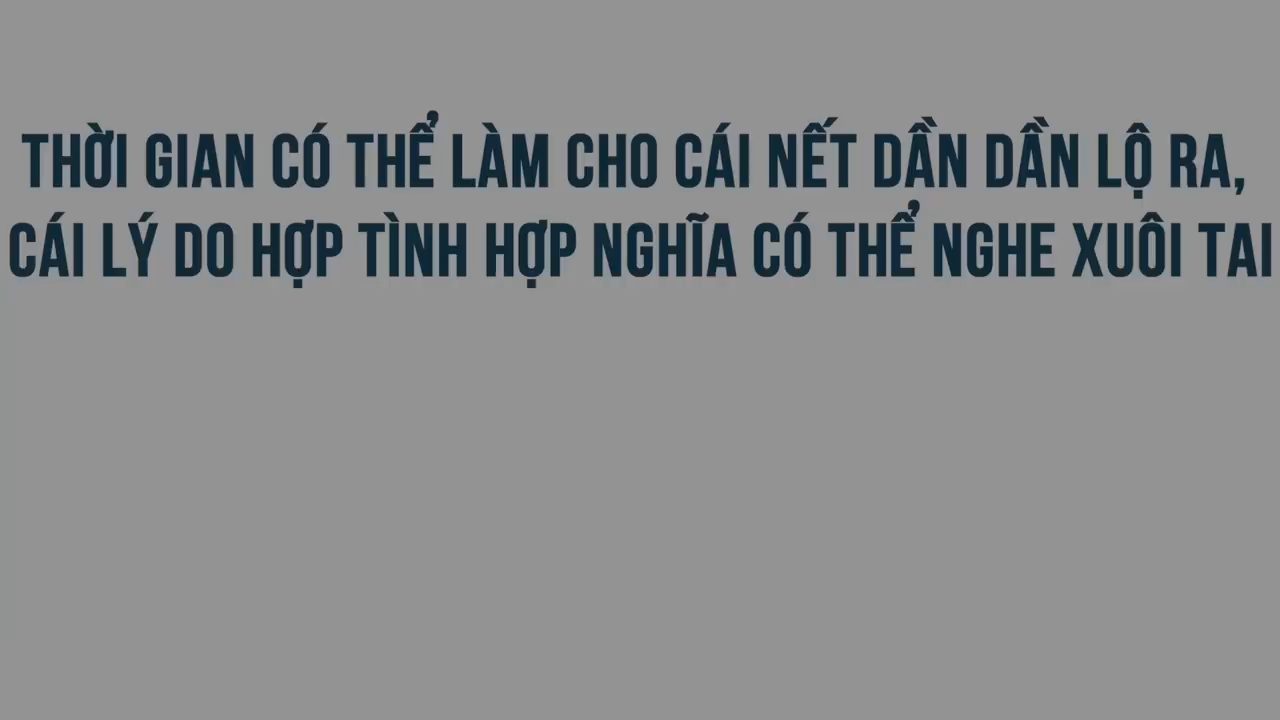 THỜI GIAN CÓ THỂ LÀM CHO CÁI NẾT DẦN DẦN LỘ RA,
CÁI LÝ DO HỢP TÌNH HỢP NGHĨA CÓ THỂ NGHE XUÔI TAI